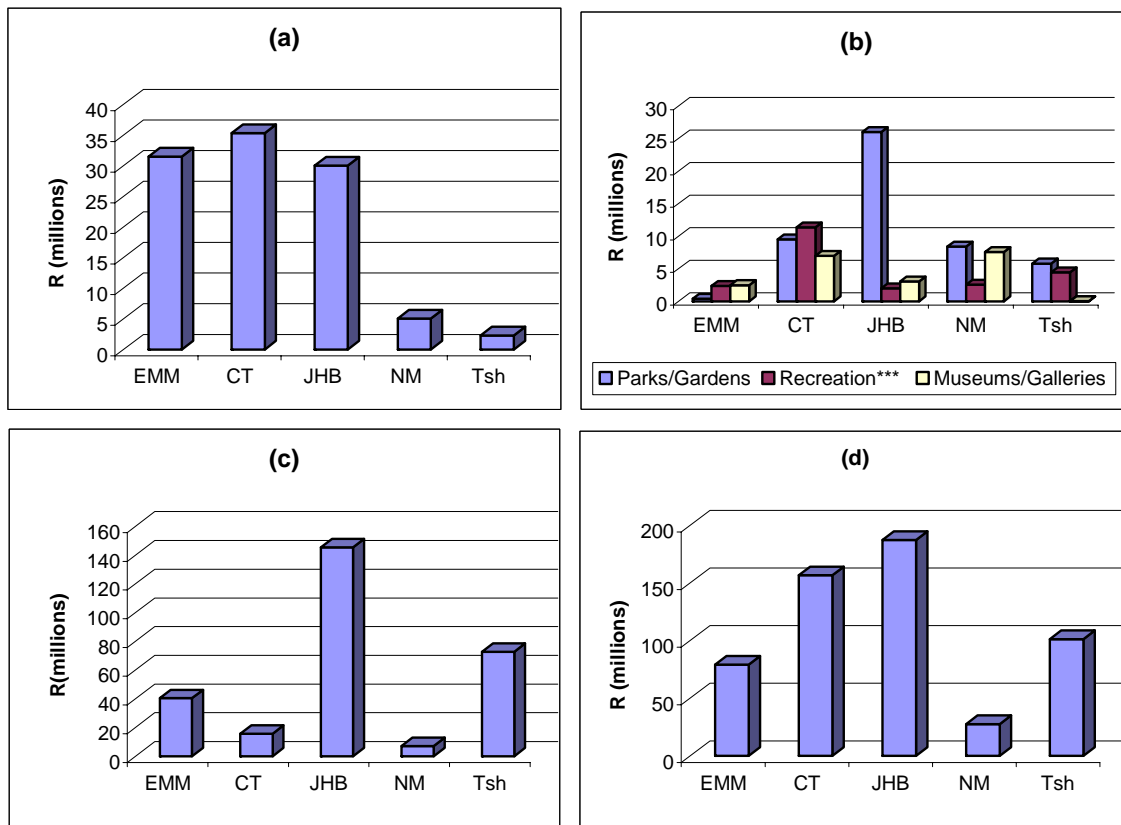 (a)
R (millions)
40
35
30
25
20
15
10
5
0
EMM CT JHB NM Tsh
(b)
R (millions)
30
25
20
15
10
5
0
EMM CT JHB NM Tsh
Parks/Gardens Recreation*** Museums/Galleries
(c)
R(millions)
160
140
120
100
80
60
40
20
0
EMM CT JHB NM Tsh
(d)
R (millions)
200
150
100
50
0
EMM CT JHB NM Tsh